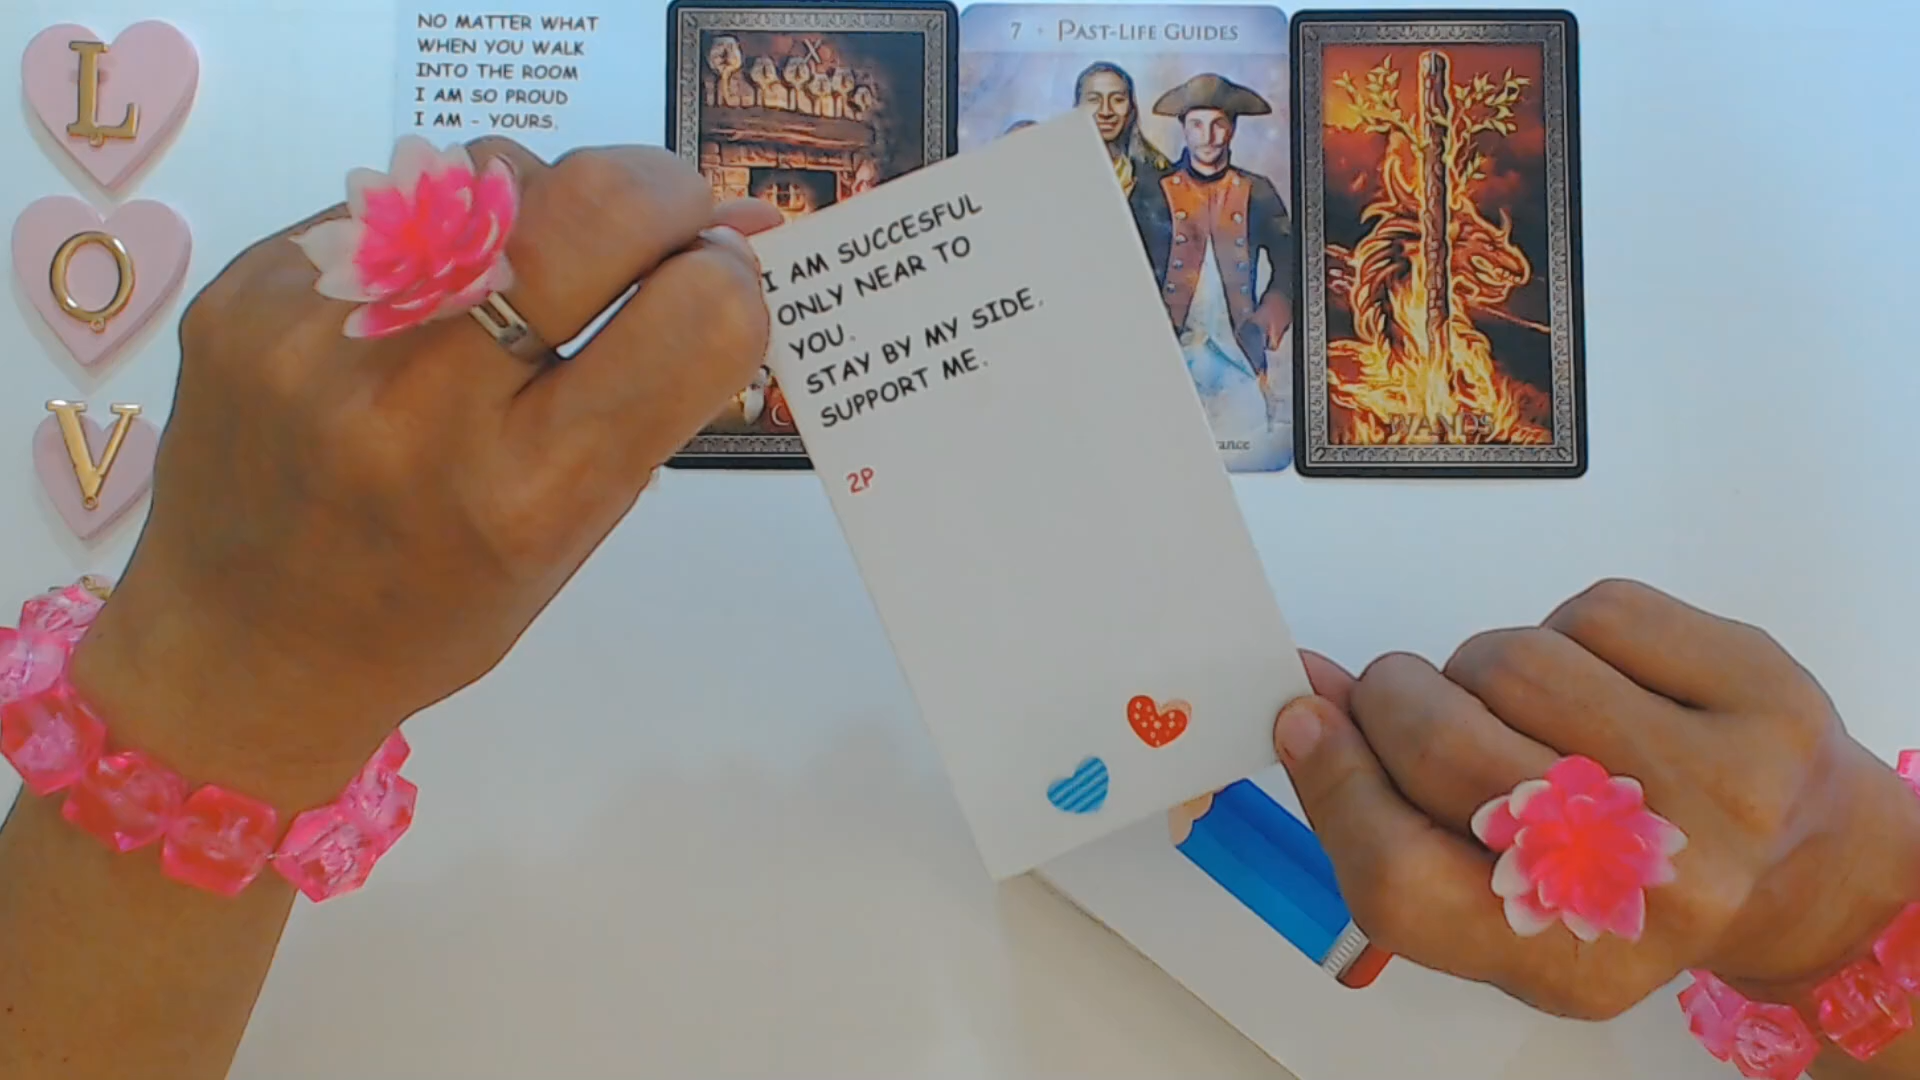 L
O
V
NO MATTER WHAT
WHEN YOU WALK
INTO THE ROOM
I AM SO PROUD
I AM - YOURS.
X
7 • PAST-LIFE GUIDES
WANDS
I AM SUCCESFUL
ONLY NEAR TO
YOU.
STAY BY MY SIDE.
SUPPORT ME.
2P